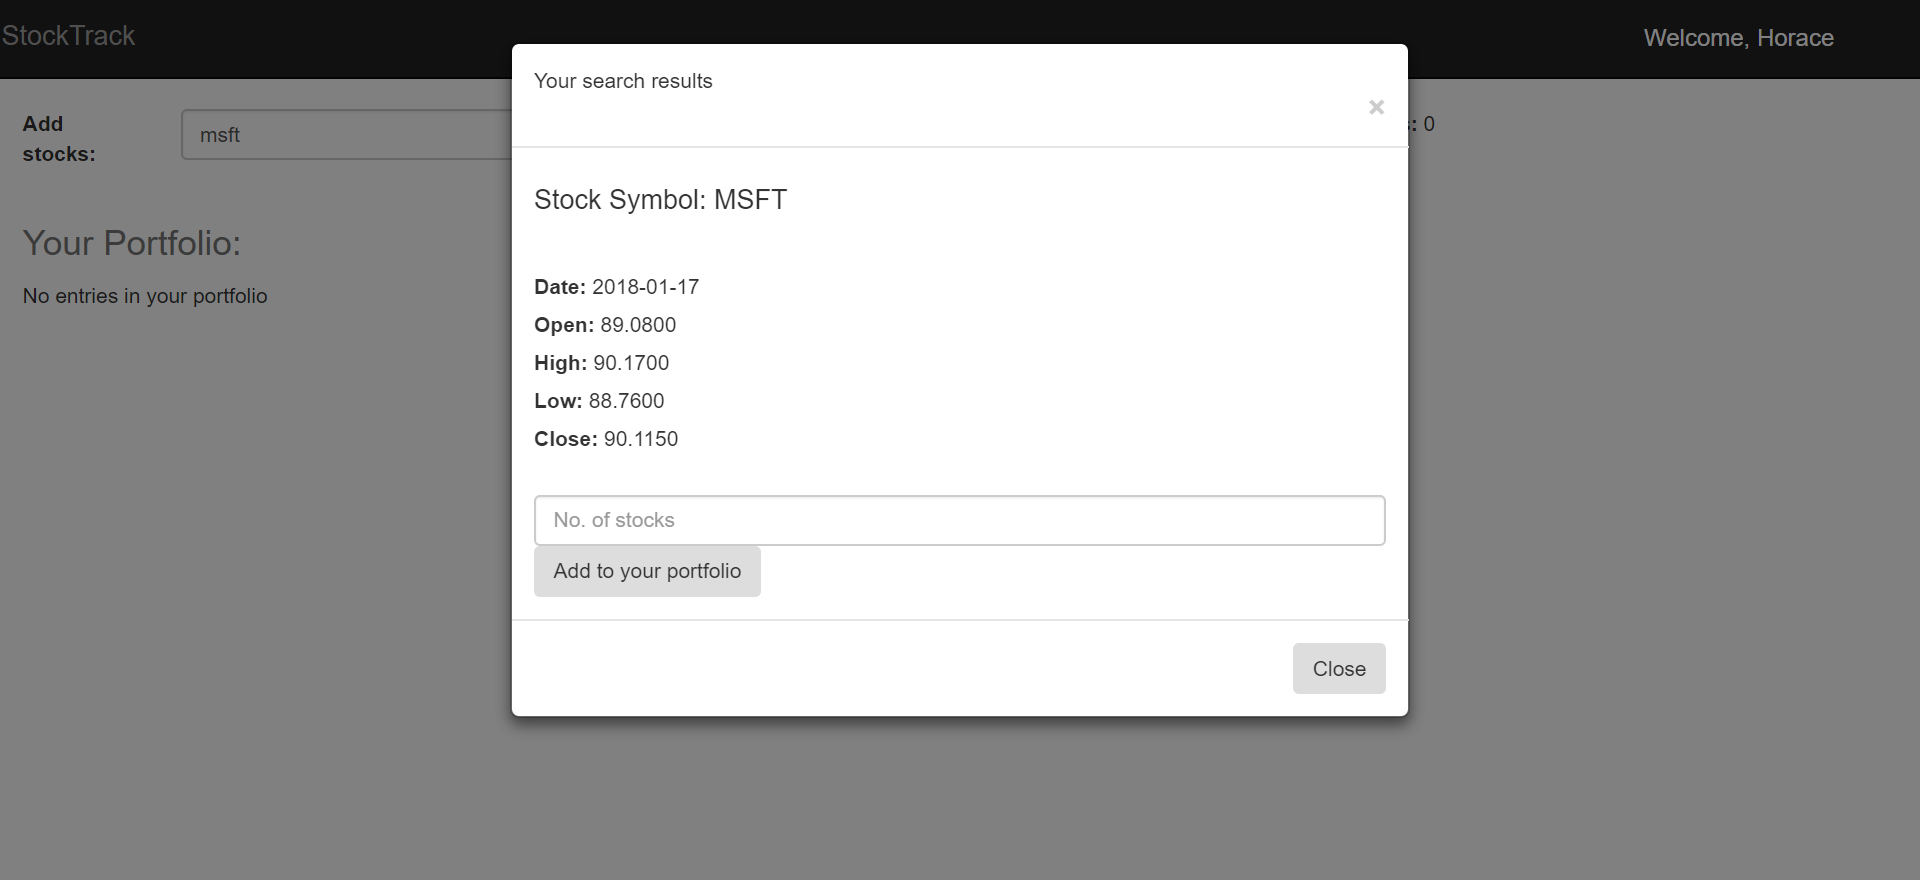 StockTrack
Welcome, Horace
Add
stocks:
msft
: 0
Your Portfolio:
No entries in your portfolio
Your search results
×
Stock Symbol: MSFT
Date: 2018-01-17
Open: 89.0800
High: 90.1700
Low: 88.7600
Close: 90.1150
No. of stocks
Add to your portfolio
Close